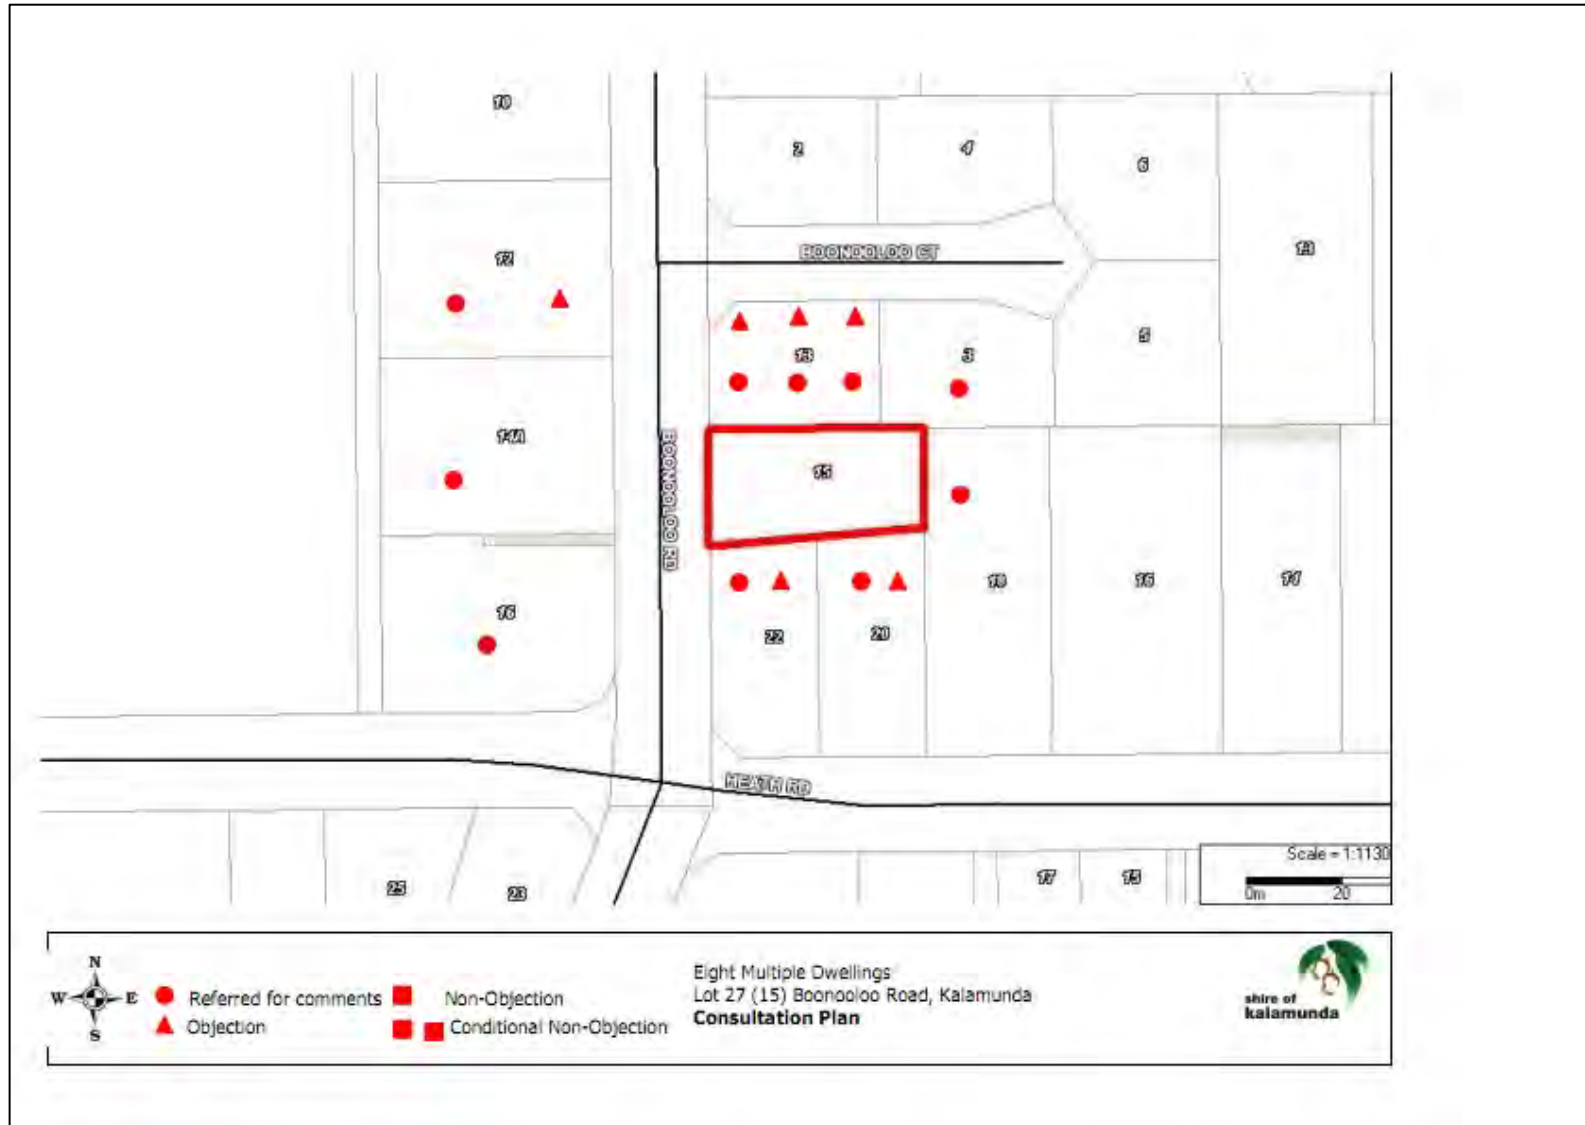 10
2
4
6
12
BOONOOLOO CT
13
13
3
5
14A
BOONOOLOO RD
15
16
22
20
18
16
14
HEATH RD
25
23
17
15
Scale = 1:1130
0m 20
N
W E
S
Referred for comments
Non-Objection
Objection
Conditional Non-Objection
Eight Multiple Dwellings
Lot 27 (15) Boonooloo Road, Kalamunda
Consultation Plan
shire of
kalamunda